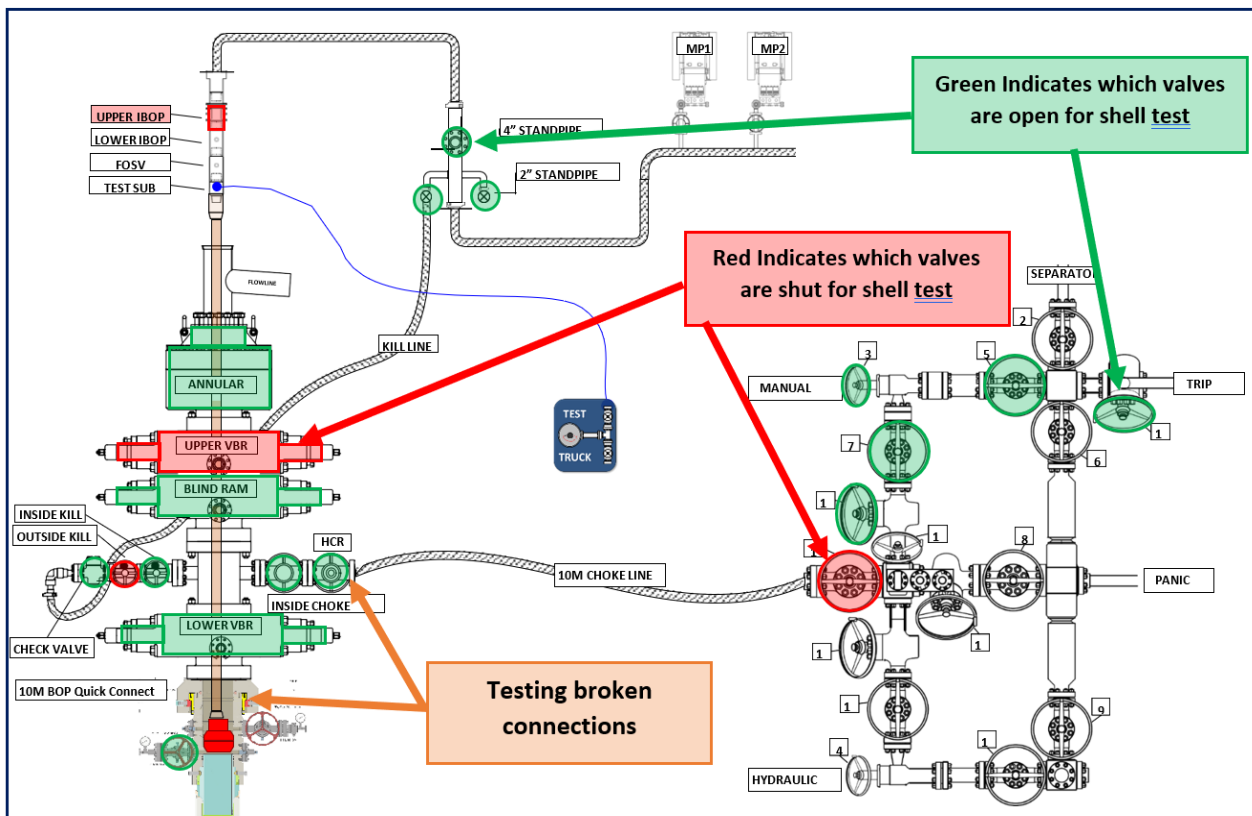 MP1
MP2
Green Indicates which valves
are open for shell test
UPPER IBOP
4” STANDPIPE
LOWER IBOP
FOSV
TEST SUB
2” STANDPIPE
Red Indicates which valves
are shut for shell test
FLOWLINE
SEPARATO
2
KILL LINE
3
5
ANNULAR
MANUAL
TRIP
TEST
TRUCK
1
UPPER VBR
7
6
BLIND RAM
INSIDE KILL
1
OUTSIDE KILL
HCR
1
8
10M CHOKE LINE
PANIC
INSIDE CHOKE
LOWER VBR
CHECK VALVE
1
1
10M BOP Quick Connect
Testing broken
connections
1
9
4
1
HYDRAULIC